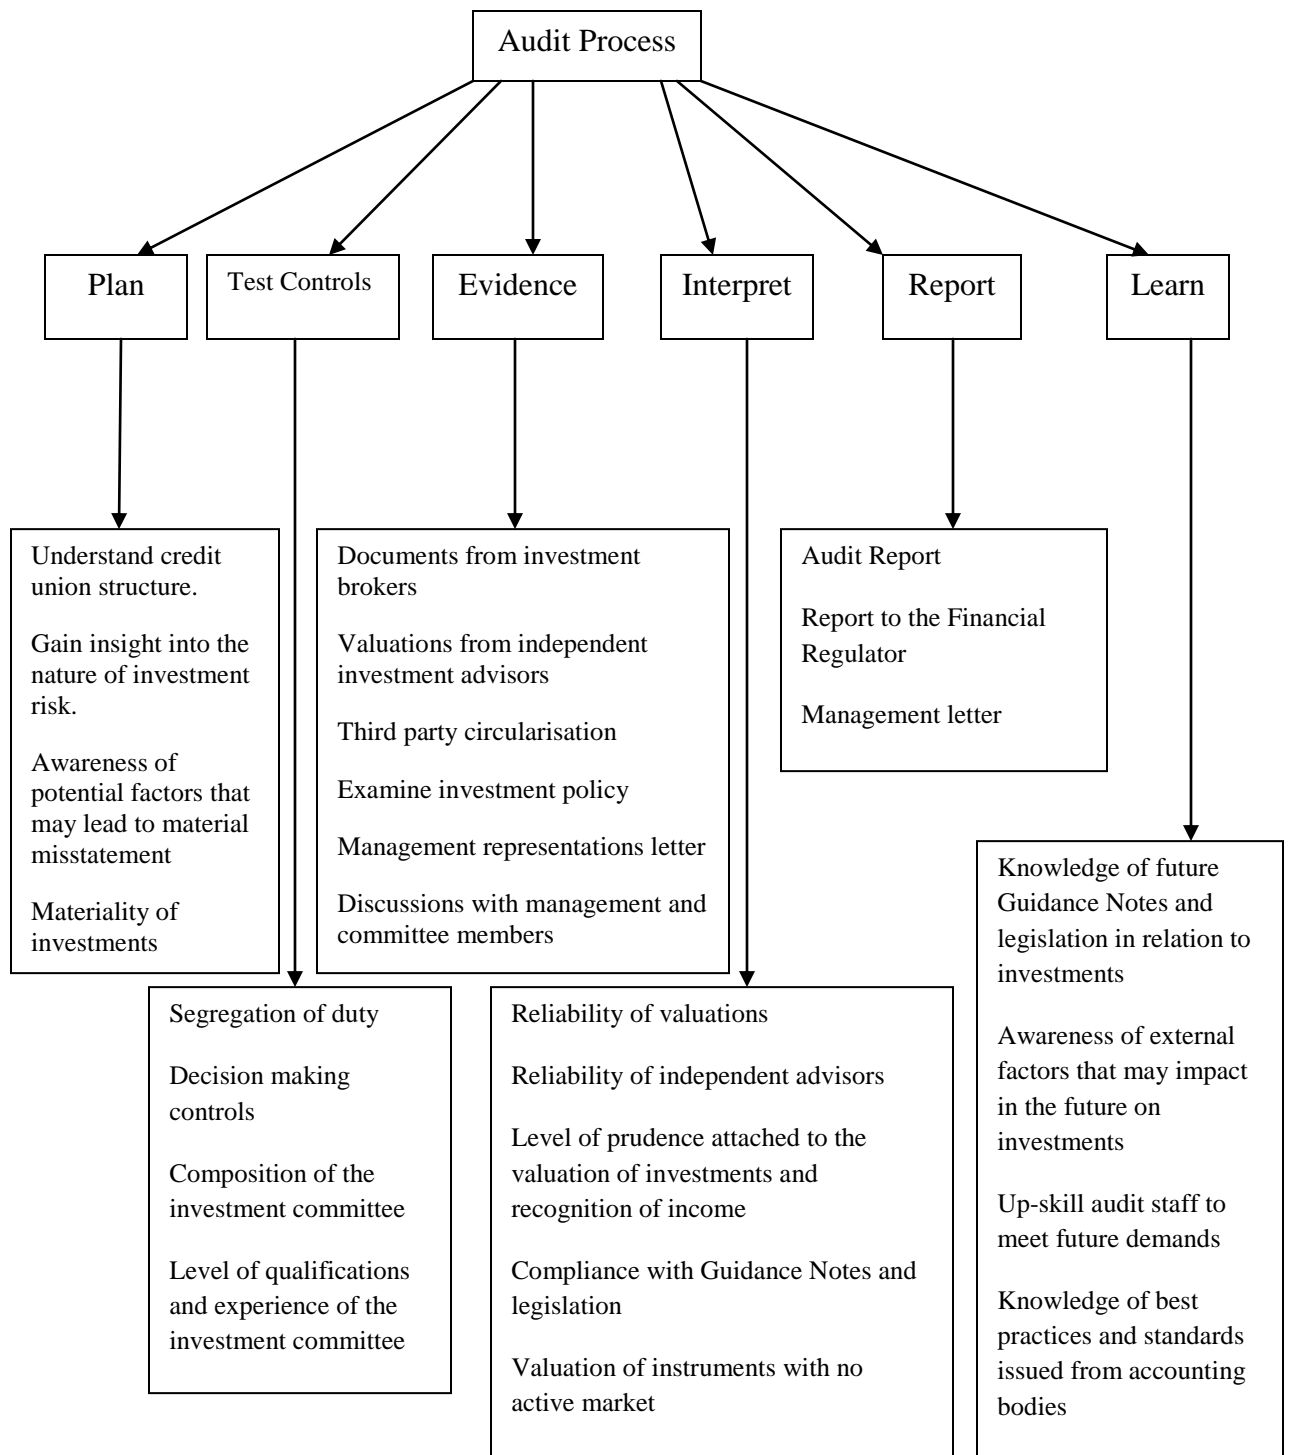 Audit Process
Plan
Test Controls
Evidence
Interpret
Report
Learn
Understand credit
union structure.
Gain insight into the
nature of investment
risk.
Awareness of
potential factors that
may lead to material
misstatement
Materiality of
investments
Segregation of duty
Decision making
controls
Composition of the
investment committee
Level of qualifications
and experience of the
investment committee
Documents from investment
brokers
Valuations from independent
investment advisors
Third party circularisation
Examine investment policy
Management representations letter
Discussions with management and
committee members
Reliability of valuations
Reliability of independent advisors
Level of prudence attached to the
valuation of investments and
recognition of income
Compliance with Guidance Notes and
legislation
Valuation of instruments with no
active market
Audit Report
Report to the Financial
Regulator
Management letter
Knowledge of future
Guidance Notes and
legislation in relation to
investments
Awareness of external
factors that may impact
in the future on
investments
Up-skill audit staff to
meet future demands
Knowledge of best
practices and standards
issued from accounting
bodies